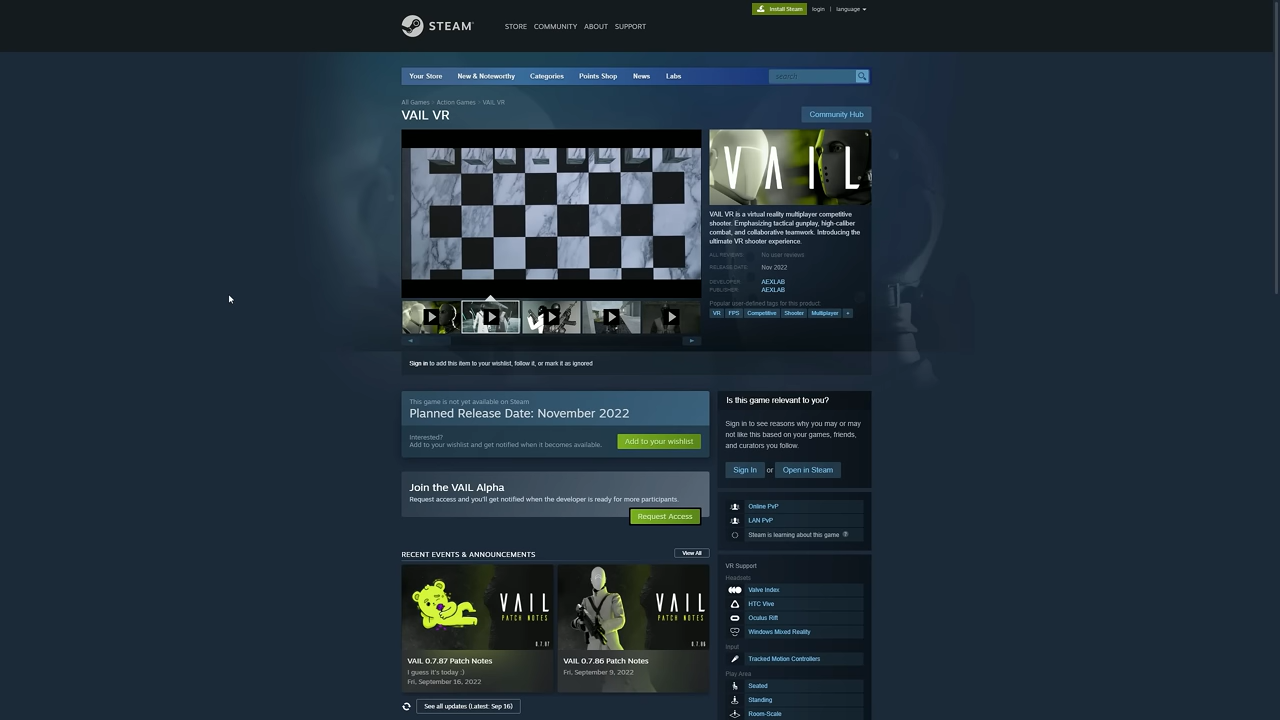 Install Steam
login | language
STEAM
STORE COMMUNITY ABOUT SUPPORT
Your Store New & Noteworthy Categories Points Shop News Labs search
All Games > Action Games > VAIL VR
VAIL VR
Community Hub
VAIL
VAIL VR is a virtual reality multiplayer competitive
shooter. Emphasizing tactical gunplay, high-caliber
combat, and collaborative teamwork. Introducing the
ultimate VR shooter experience.
ALL REVIEWS: No user reviews
RELEASE DATE: Nov 2022
DEVELOPER: AEXLAB
PUBLISHER: AEXLAB
Popular user-defined tags for this product:
VR FPS Competitive Shooter Multiplayer +
Sign in to add this item to your wishlist, follow it, or mark it as ignored
This game is not yet available on Steam
Planned Release Date: November 2022
Interested?
Add to your wishlist and get notified when it becomes available.
Add to your wishlist
Join the VAIL Alpha
Request access and you'll get notified when the developer is ready for more participants.
Request Access
RECENT EVENTS & ANNOUNCEMENTS View All
VAIL
PATCH NOTES
0.7.87
VAIL 0.7.87 Patch Notes
I guess it's today :)
Fri, September 16, 2022
VAIL
PATCH NOTES
0.7.86
VAIL 0.7.86 Patch Notes
Fri, September 9, 2022
See all updates (Latest: Sep 16)
Is this game relevant to you?
Sign in to see reasons why you may or may
not like this based on your games, friends,
and curators you follow.
Sign In or Open in Steam
Online PvP
LAN PvP
Steam is learning about this game ?
VR Support
Headsets
Valve Index
HTC Vive
Oculus Rift
Windows Mixed Reality
Input
Tracked Motion Controllers
Play Area
Seated
Standing
Room-Scale